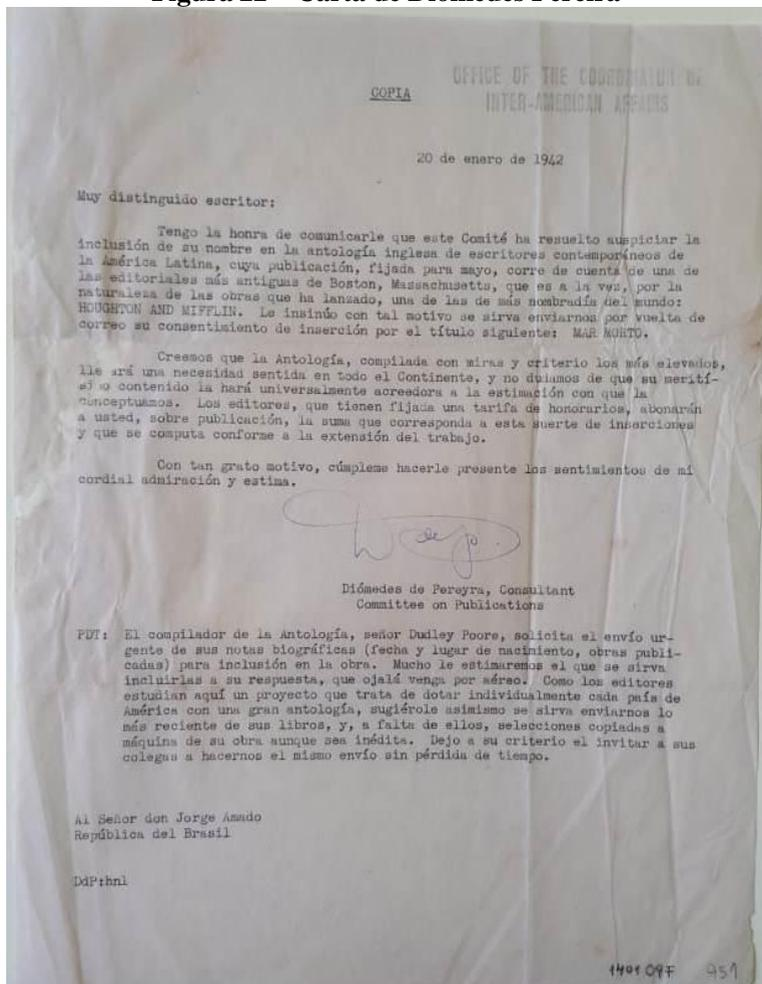 COPIA
OFFICE OF THE COORDINATOR OF
INTER-AMERICAN AFFAIRS
20 de enero de 1942
Muy distinguido escritor:
Tengo la honra de comunicarle que este Comité ha resuelto auspiciar la
inclusión de su nombre en la antología inglesa de escritores contemporáneos de
la América Latina, cuya publicación, fijada para mayo, corre de cuenta de una de
las editoriales más antiguas de Boston, Massachusetts, que es a la vez, por la
naturaleza de las obras que ha lanzado, una de las de más nombradía del mundo:
HOUGHTON AND MIFFLIN. Le insinúo con tal motivo se sirva enviarnos por vuelta de
correo su consentimiento de inserción por el título siguiente: MAR MORTO.
Creemos que la Antología, compilada con miras y criterio los más elevados,
una necesidad sentida en todo el Continente, y no dudamos de que su merití-
contenido la hará universalmente acreedora a la estimación con que la
conceptuamos. Los editores, que tienen fijada una tarifa de honorarios, abonarán
a usted, sobre publicación, la suma que corresponda a esta suerte de inserciones
y que se computa conforme a la extensión del trabajo.
Con tan grato motivo, cúmpleme hacerle presente los sentimientos de mi
cordial admiración y estima.
Diómedes de Pereyra, Consultant
Committee on Publications
PDT: El compilador de la Antología, señor Dudley Poore, solicita el envío ur-
gente de sus notas biográficas (fecha y lugar de nacimiento, obras publi-
cadas) para inclusión en la obra. Mucho le estimaremos el que se sirva
incluirlas a su respuesta, que ojalá venga por aéreo. Como los editores
estudian aquí un proyecto que trata de dotar individualmente cada país de
América con una gran antología, sugiérole asimismo se sirva enviarnos lo
más reciente de sus libros, y, a falta de ellos, selecciones copiadas a
máquina de su obra aunque sea inédita. Dejo a su criterio el invitar a sus
colegas a hacernos el mismo envío sin pérdida de tiempo.
Al Señor don Jorge Amado
República del Brasil
DdP:hnl
1401 09F 951